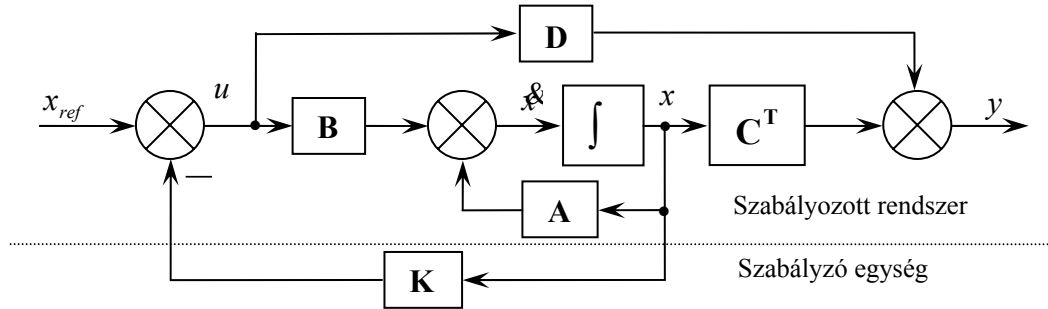 D
x_ref
u
B
x&
∫
x
C^T
y
A
Szabályozott rendszer
—
K
Szabályzó egység